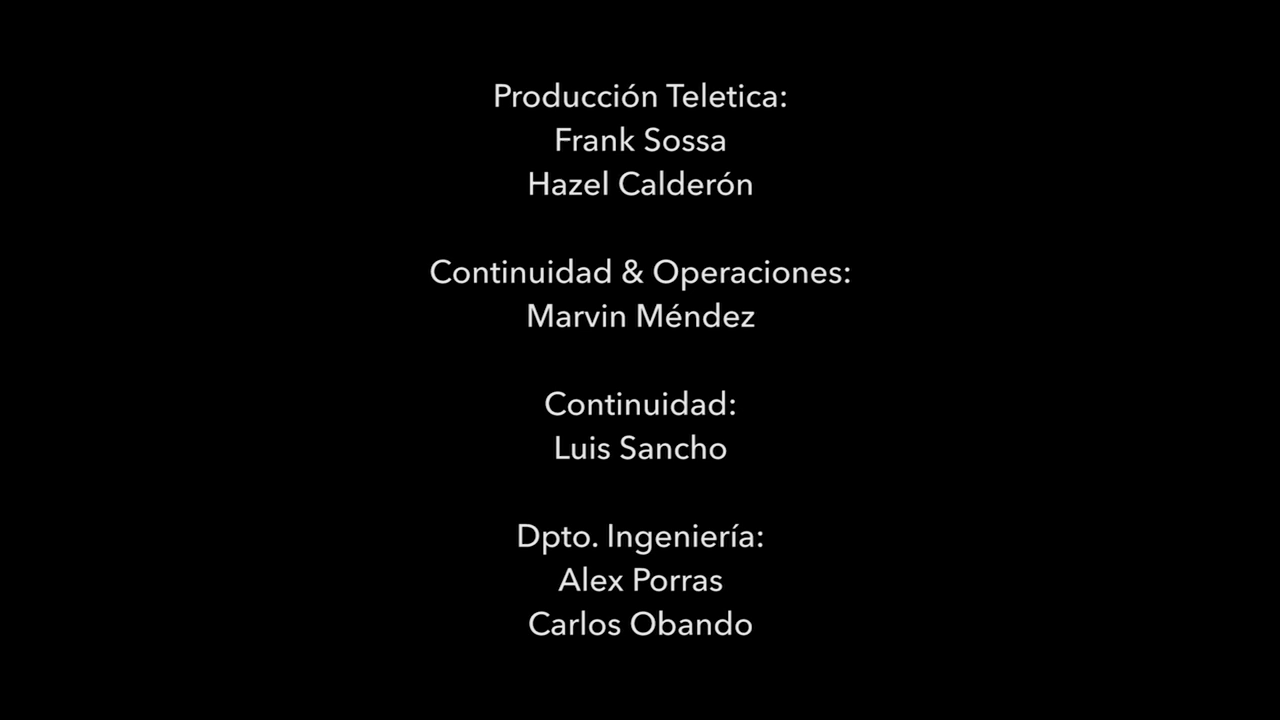 Producción Teletica:
Frank Sossa
Hazel Calderón
Continuidad & Operaciones:
Marvin Méndez
Continuidad:
Luis Sancho
Dpto. Ingeniería:
Alex Porras
Carlos Obando